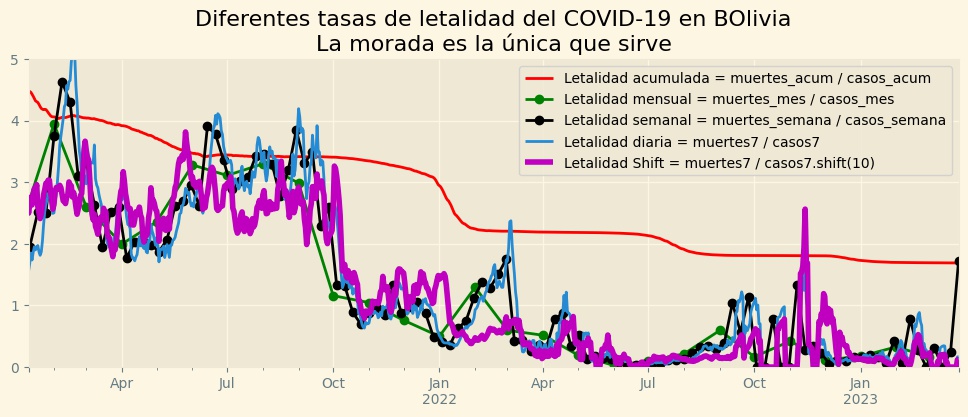 Diferentes tasas de letalidad del COVID-19 en BOlivia
La morada es la única que sirve
5
4
3
2
1
0
Letalidad acumulada = muertes_acum / casos_acum
Letalidad mensual = muertes_mes / casos_mes
Letalidad semanal = muertes_semana / casos_semana
Letalidad diaria = muertes7 / casos7
Letalidad Shift = muertes7 / casos7.shift(10)
Apr Jul Oct Jan Apr Jul Oct Jan
2022 2023